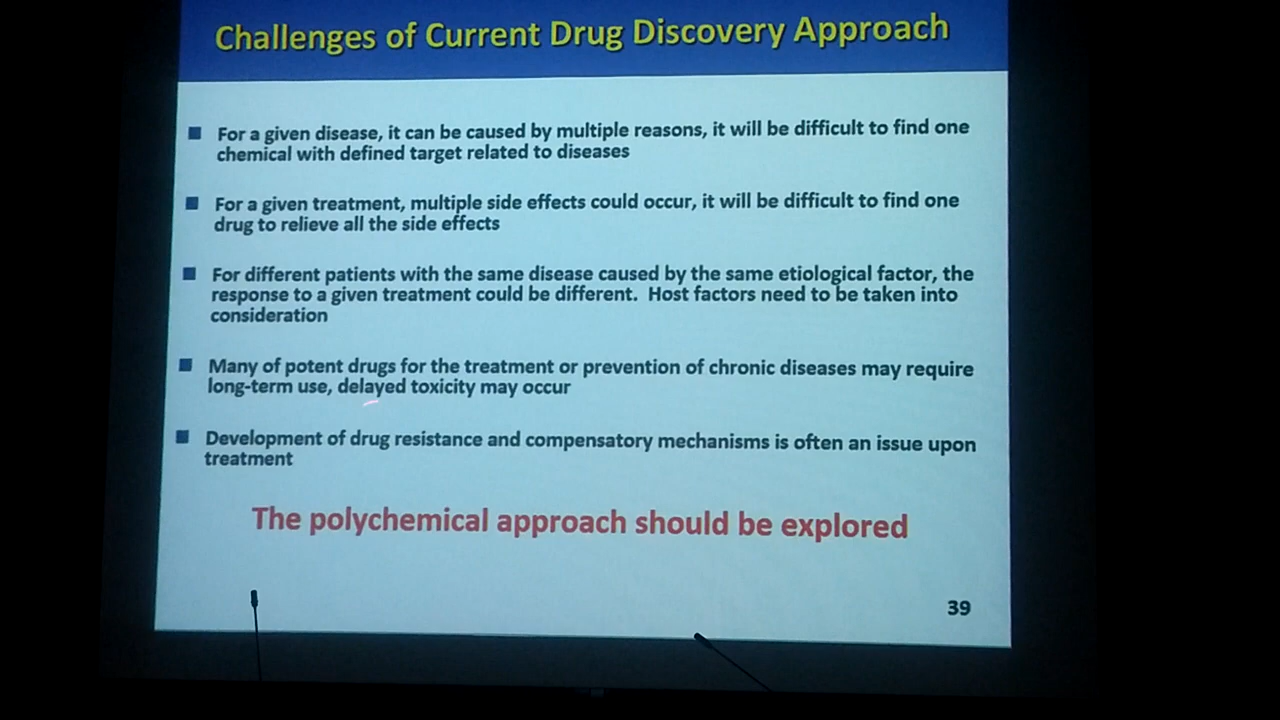 Challenges of Current Drug Discovery Approach
For a given disease, it can be caused by multiple reasons, it will be difficult to find one
chemical with defined target related to diseases
For a given treatment, multiple side effects could occur, it will be difficult to find one
drug to relieve all the side effects
For different patients with the same disease caused by the same etiological factor, the
response to a given treatment could be different.  Host factors need to be taken into
consideration
Many of potent drugs for the treatment or prevention of chronic diseases may require
long-term use, delayed toxicity may occur
Development of drug resistance and compensatory mechanisms is often an issue upon
treatment
The polychemical approach should be explored
39